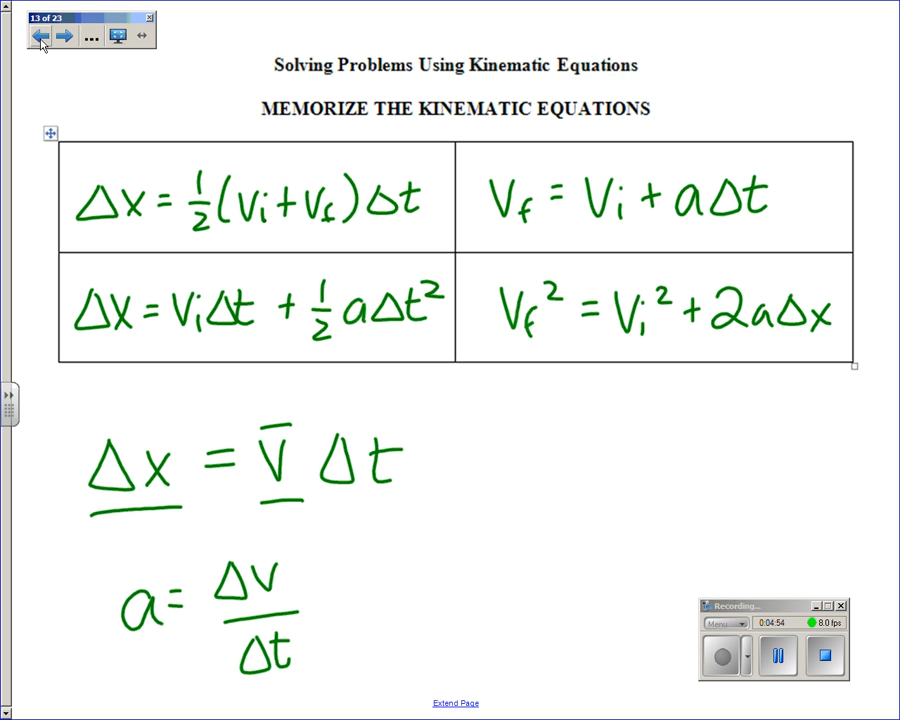 13 of 23
...
Solving Problems Using Kinematic Equations
MEMORIZE THE KINEMATIC EQUATIONS
Δx = 1/2 (Vi + Vf) Δt
Vf = Vi + aΔt
Δx = ViΔt + 1/2 aΔt²
Vf² = Vi² + 2aΔx
Δx = V̄ Δt
a = ΔV/Δt
Recording...
Menu 0:04:54 8.0 fps
Extend Page